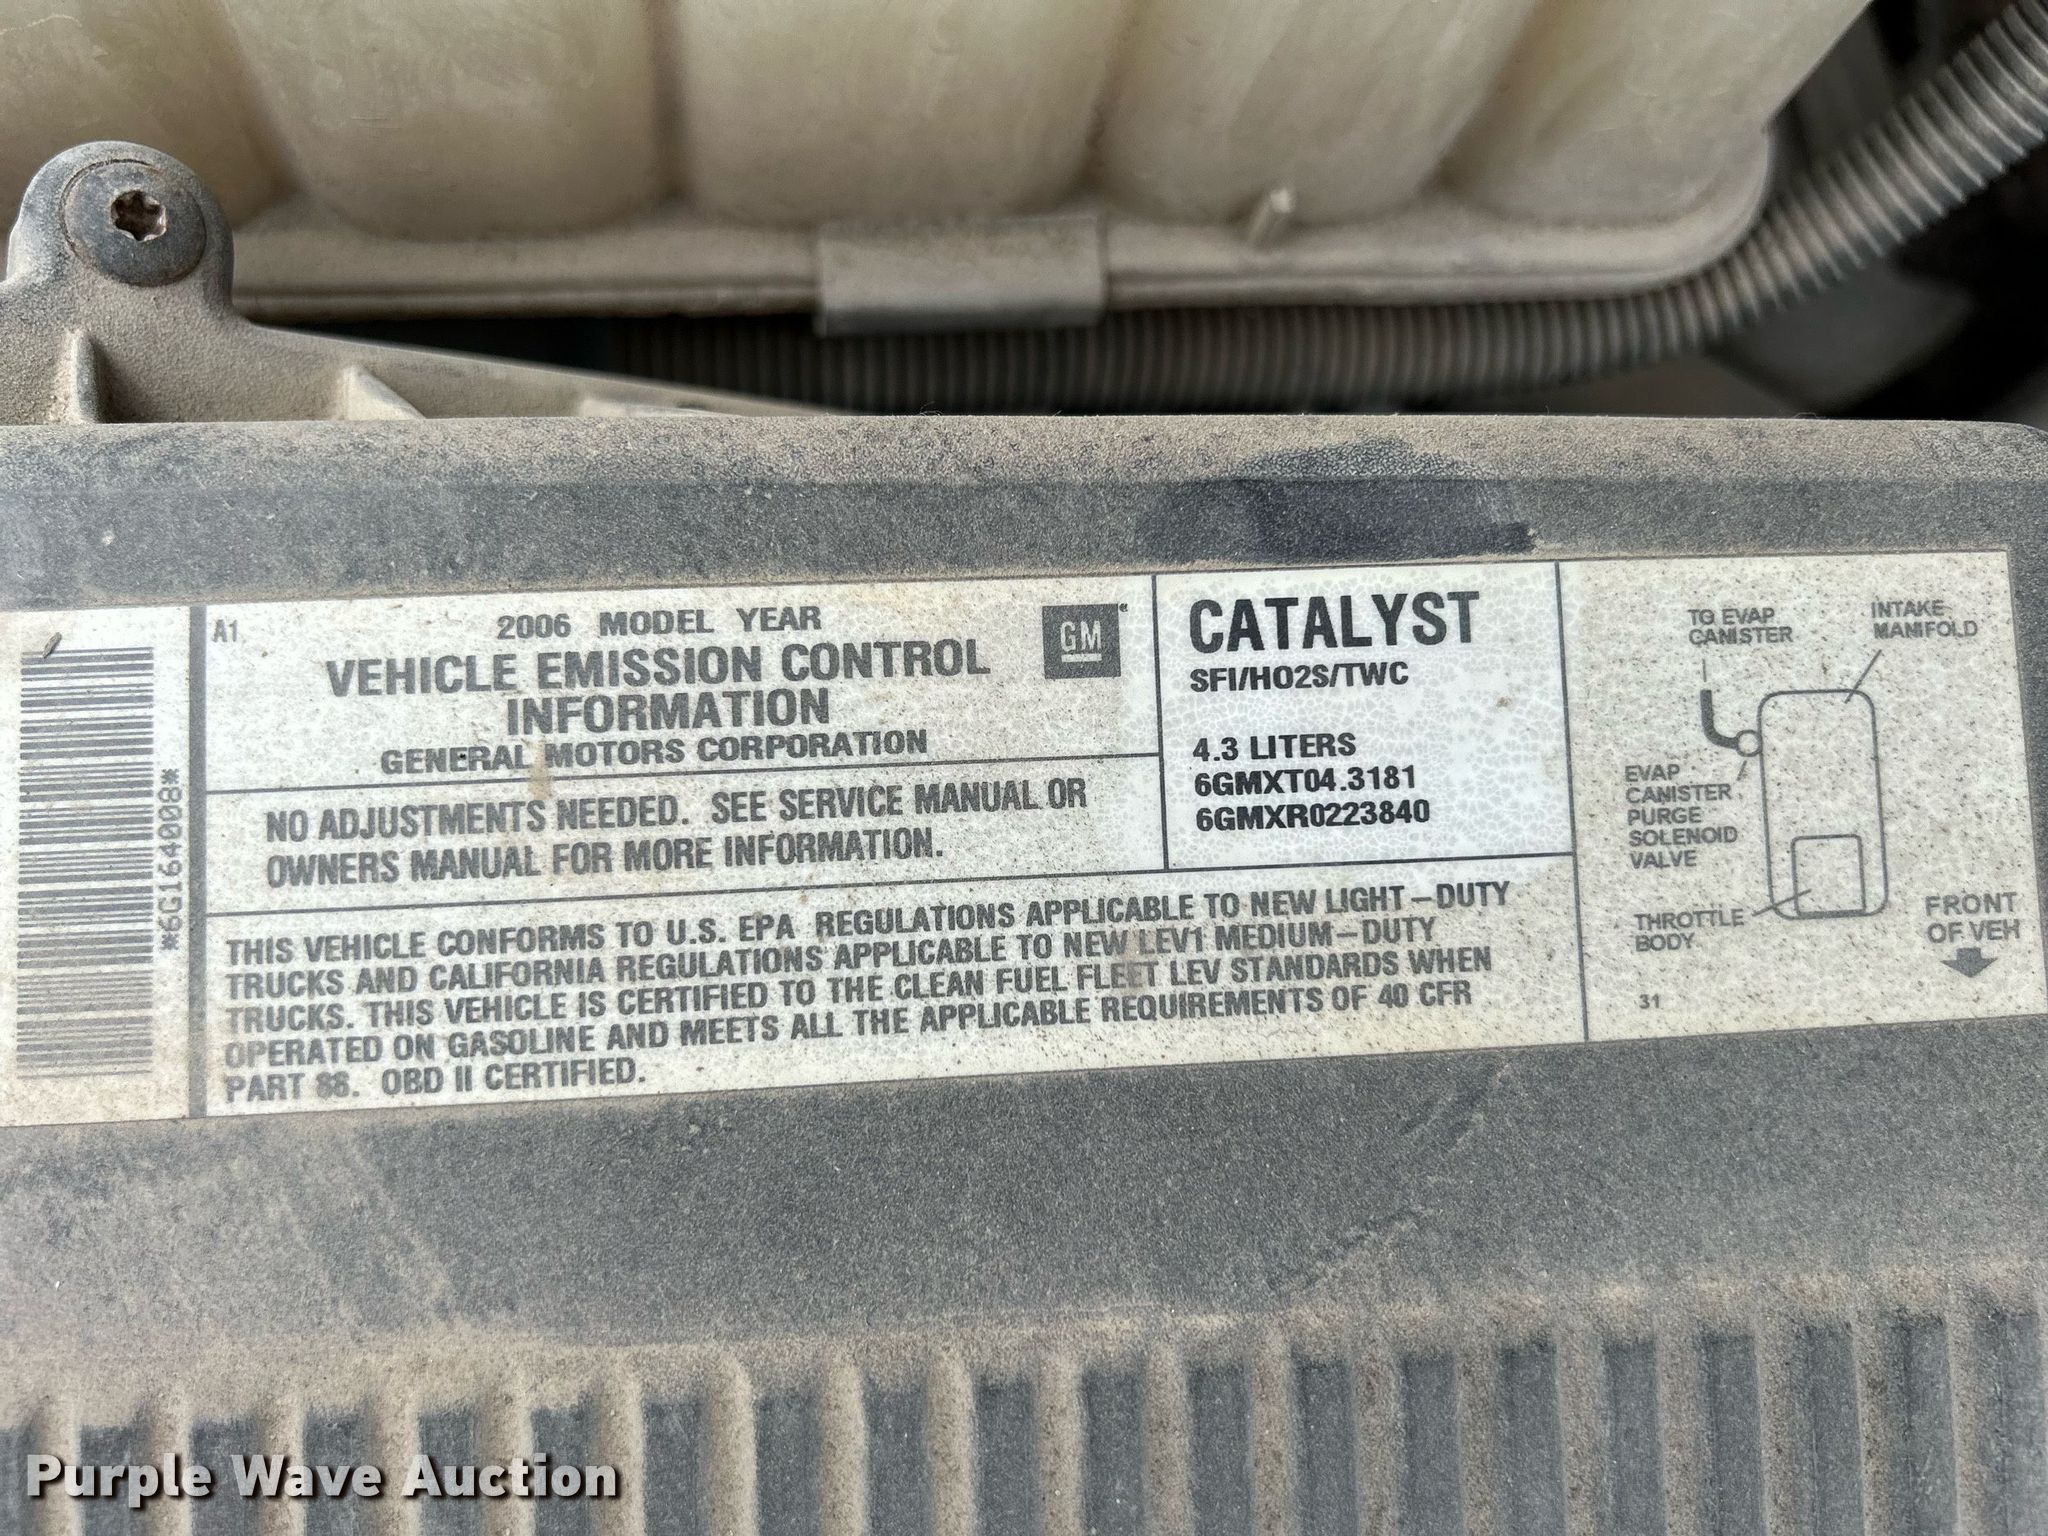 *6G164008*
A1
2006 MODEL YEAR
VEHICLE EMISSION CONTROL
INFORMATION
GENERAL MOTORS CORPORATION
GM
NO ADJUSTMENTS NEEDED. SEE SERVICE MANUAL OR
OWNERS MANUAL FOR MORE INFORMATION.
CATALYST
SFI/HO2S/TWC
4.3 LITERS
6GMXT04.3181
6GMXR0223840
THIS VEHICLE CONFORMS TO U.S. EPA REGULATIONS APPLICABLE TO NEW LIGHT-DUTY
TRUCKS AND CALIFORNIA REGULATIONS APPLICABLE TO NEW LEV1 MEDIUM-DUTY
TRUCKS. THIS VEHICLE IS CERTIFIED TO THE CLEAN FUEL FLEET LEV STANDARDS WHEN
OPERATED ON GASOLINE AND MEETS ALL THE APPLICABLE REQUIREMENTS OF 40 CFR
PART 88. OBD II CERTIFIED.
TO EVAP
CANISTER
INTAKE
MANIFOLD
EVAP
CANISTER
PURGE
SOLENOID
VALVE
THROTTLE
BODY
FRONT
OF VEH
31
Purple Wave Auction